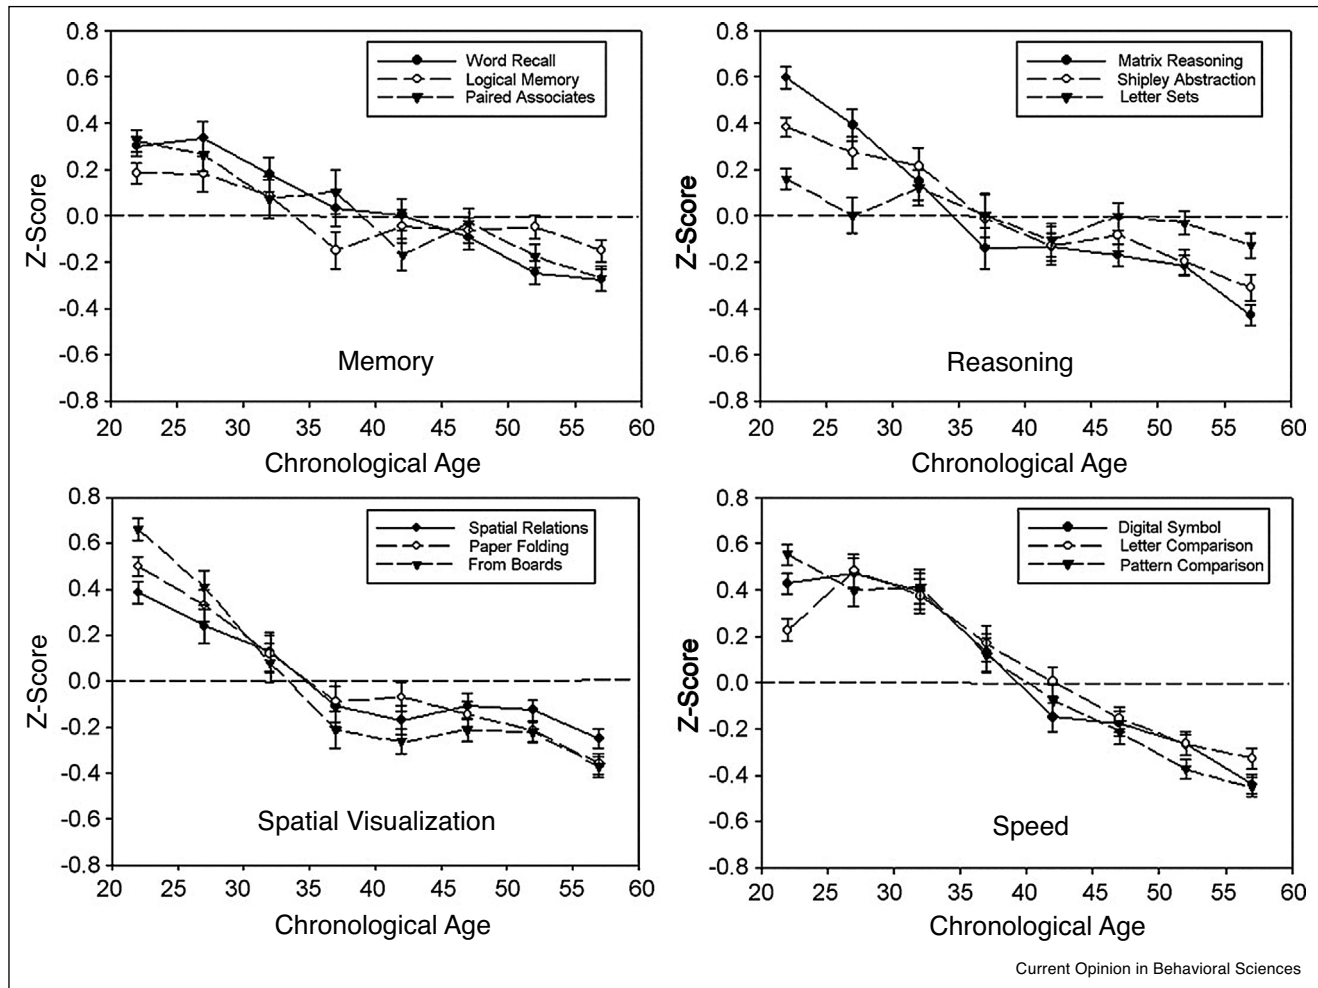 0.8
0.6
0.4
0.2
0.0
-0.2
-0.4
-0.6
-0.8
Z-Score
Word Recall
Logical Memory
Paired Associates
Memory
20 25 30 35 40 45 50 55 60
Chronological Age
0.8
0.6
0.4
0.2
0.0
-0.2
-0.4
-0.6
-0.8
Z-Score
Matrix Reasoning
Shipley Abstraction
Letter Sets
Reasoning
20 25 30 35 40 45 50 55 60
Chronological Age
0.8
0.6
0.4
0.2
0.0
-0.2
-0.4
-0.6
-0.8
Z-Score
Spatial Relations
Paper Folding
From Boards
Spatial Visualization
20 25 30 35 40 45 50 55 60
Chronological Age
0.8
0.6
0.4
0.2
0.0
-0.2
-0.4
-0.6
-0.8
Z-Score
Digital Symbol
Letter Comparison
Pattern Comparison
Speed
20 25 30 35 40 45 50 55 60
Chronological Age
Current Opinion in Behavioral Sciences